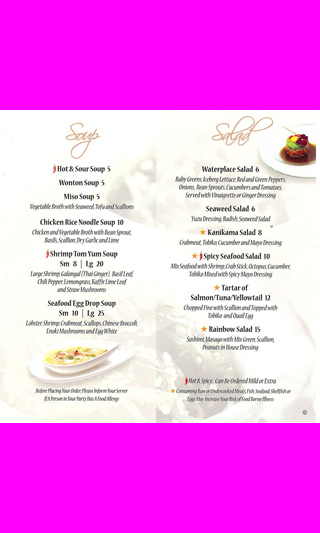 Soup
Hot & Sour Soup 5
Wonton Soup 5
Miso Soup 5
Vegetable Broth with Seaweed Tofu and Scallions
Chicken Rice Noodle Soup 10
Chicken and Vegetable Broth with Bean Sprout,
Basils, Scallion, Dry Garlic and Lime
Shrimp Tom Yum Soup
Sm 8 | Lg 20
Large Shrimp, Galangal (Thai Ginger), Basil Leaf,
Chili Pepper, Lemongrass, Kaffir Lime Leaf
and Straw Mushrooms
Seafood Egg Drop Soup
Sm 10 | Lg 25
Lobster, Shrimp, Crabmeat, Scallops, Chinese Broccoli,
Enoki Mushrooms and Egg White
Before Placing Your Order, Please Inform Your Server
If A Person in Your Party Has A Food Allergy
Salad
Waterplace Salad 6
Baby Greens, Iceberg Lettuce, Red and Green Peppers,
Onions, Bean Sprouts, Cucumbers and Tomatoes,
Served with Vinaigrette or Ginger Dressing
Seaweed Salad 6
Yuzu Dressing, Radish, Seaweed Salad
Kanikama Salad 8
Crabmeat, Tobiko, Cucumber and Mayo Dressing
Spicy Seafood Salad 10
Mix Seafood with Shrimp, Crab Stick, Octopus, Cucumber,
Tobiko Mixed with Spicy Mayo Dressing
Tartar of
Salmon/Tuna/Yellowtail 12
Chopped Fine with Scallion and Topped with
Tobiko and Quail Egg
Rainbow Salad 15
Sashimi, Masago with Mix Green, Scallion,
Peanuts in House Dressing
Hot & Spicy, Can Be Ordered Mild or Extra
Consuming Raw or Undercooked Meats, Fish, Seafood, Shellfish or
Eggs May Increase Your Risk of Food Borne Illness